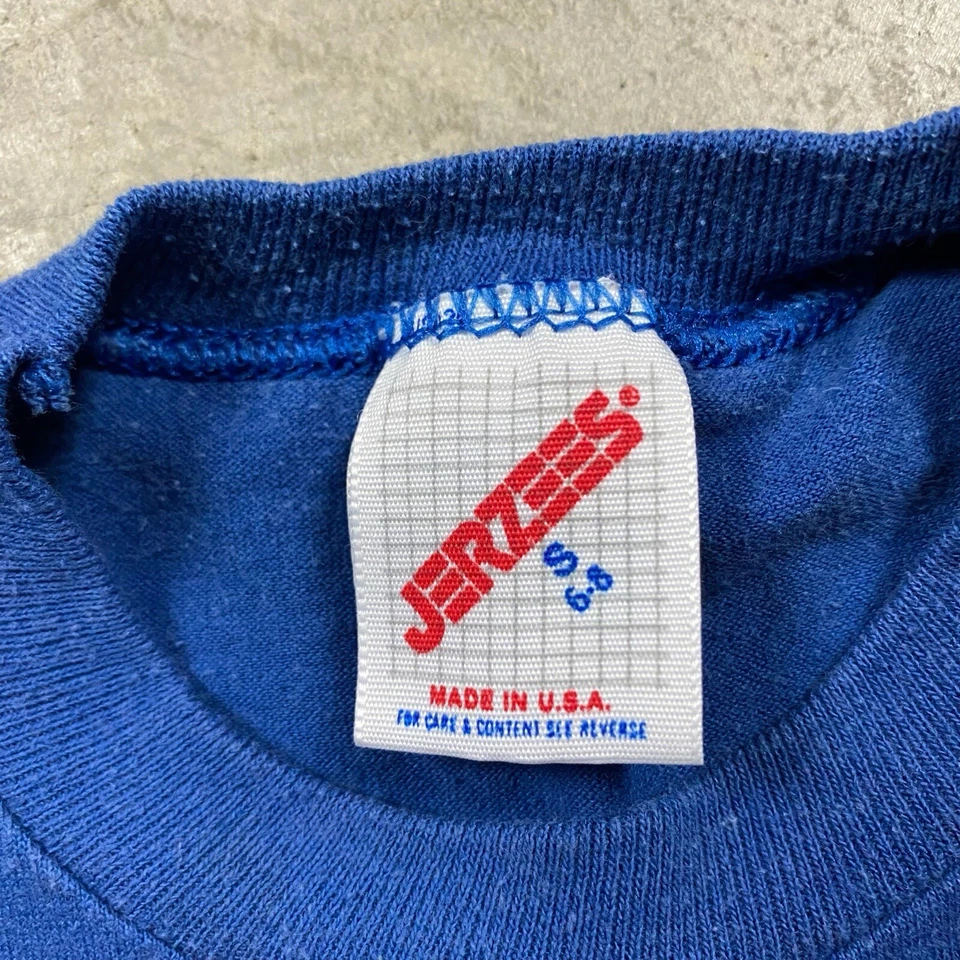 JERZEES®
S
6-8
MADE IN U.S.A.
FOR CARE & CONTENT SEE REVERSE